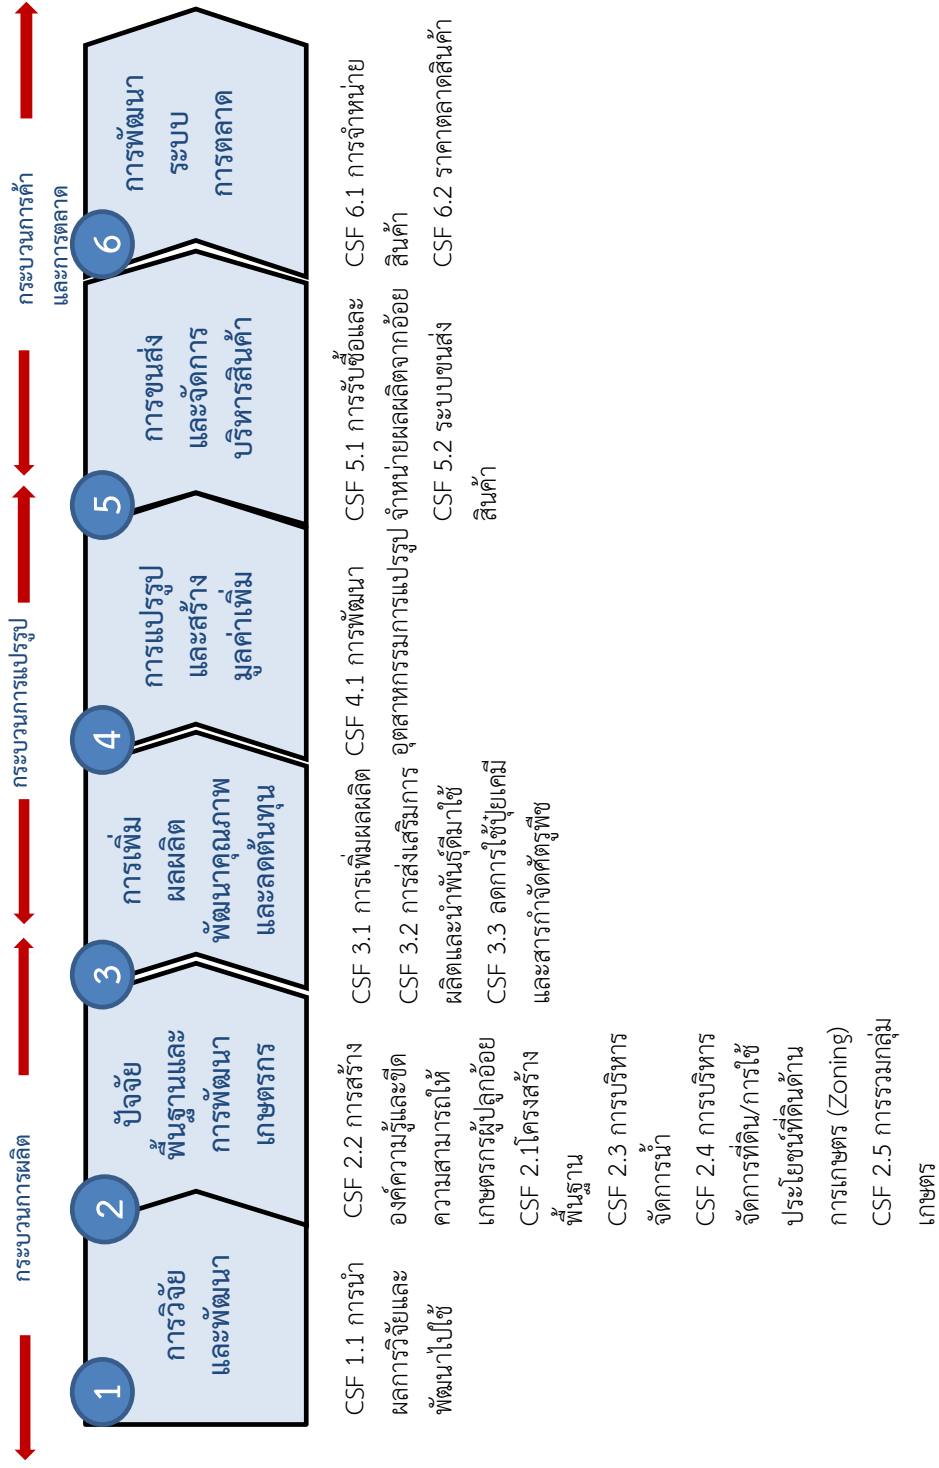 กระบวนการผลิต
กระบวนการแปรรูป
กระบวนการค้า
และการตลาด
1
การวิจัย
และพัฒนา
2
ปัจจัย
พื้นฐานและ
การพัฒนา
เกษตรกร
3
การเพิ่ม
ผลผลิต
พัฒนาคุณภาพ
และลดต้นทุน
4
การแปรรูป
และสร้าง
มูลค่าเพิ่ม
5
การขนส่ง
และจัดการ
บริหารสินค้า
6
การพัฒนา
ระบบ
การตลาด
CSF 1.1 การนำ
ผลการวิจัยและ
พัฒนาไปใช้
CSF 2.2 การสร้าง
องค์ความรู้และขีด
ความสามารถให้
เกษตรกรผู้ปลูกอ้อย
CSF 2.1โครงสร้าง
พื้นฐาน
CSF 2.3 การบริหาร
จัดการน้ำ
CSF 2.4 การบริหาร
จัดการที่ดิน/การใช้
ประโยชน์ที่ดินด้าน
การเกษตร (Zoning)
CSF 2.5 การรวมกลุ่ม
เกษตร
CSF 3.1 การเพิ่มผลผลิต
CSF 3.2 การส่งเสริมการ
ผลิตและนำพันธุ์ดีมาใช้
CSF 3.3 ลดการใช้ปุ๋ยเคมี
และสารกำจัดศัตรูพืช
CSF 4.1 การพัฒนา
อุตสาหกรรมการแปรรูป
CSF 5.1 การรับซื้อและ
จำหน่ายผลผลิตจากอ้อย
CSF 5.2 ระบบขนส่ง
สินค้า
CSF 6.1 การจำหน่าย
สินค้า
CSF 6.2 ราคาตลาดสินค้า